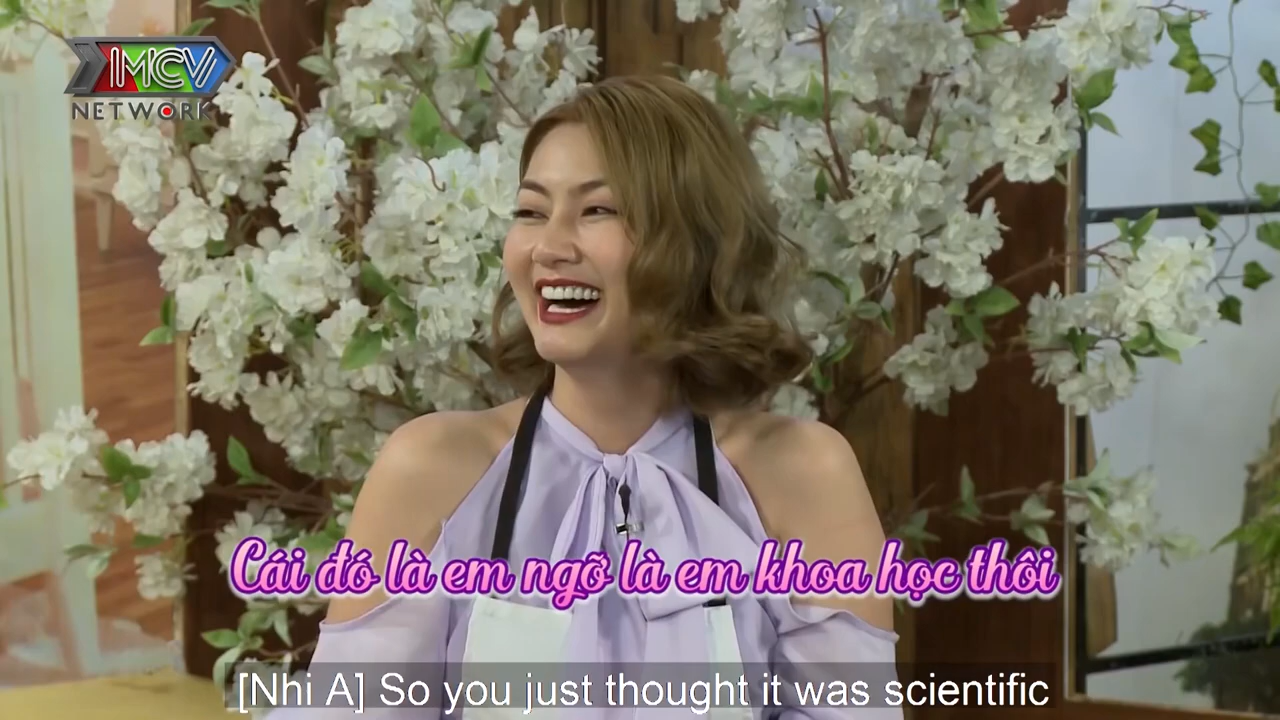 MCV
NETWORK
Cái đó là em ngỡ là em khoa học thôi
[Nhi A] So you just thought it was scientific